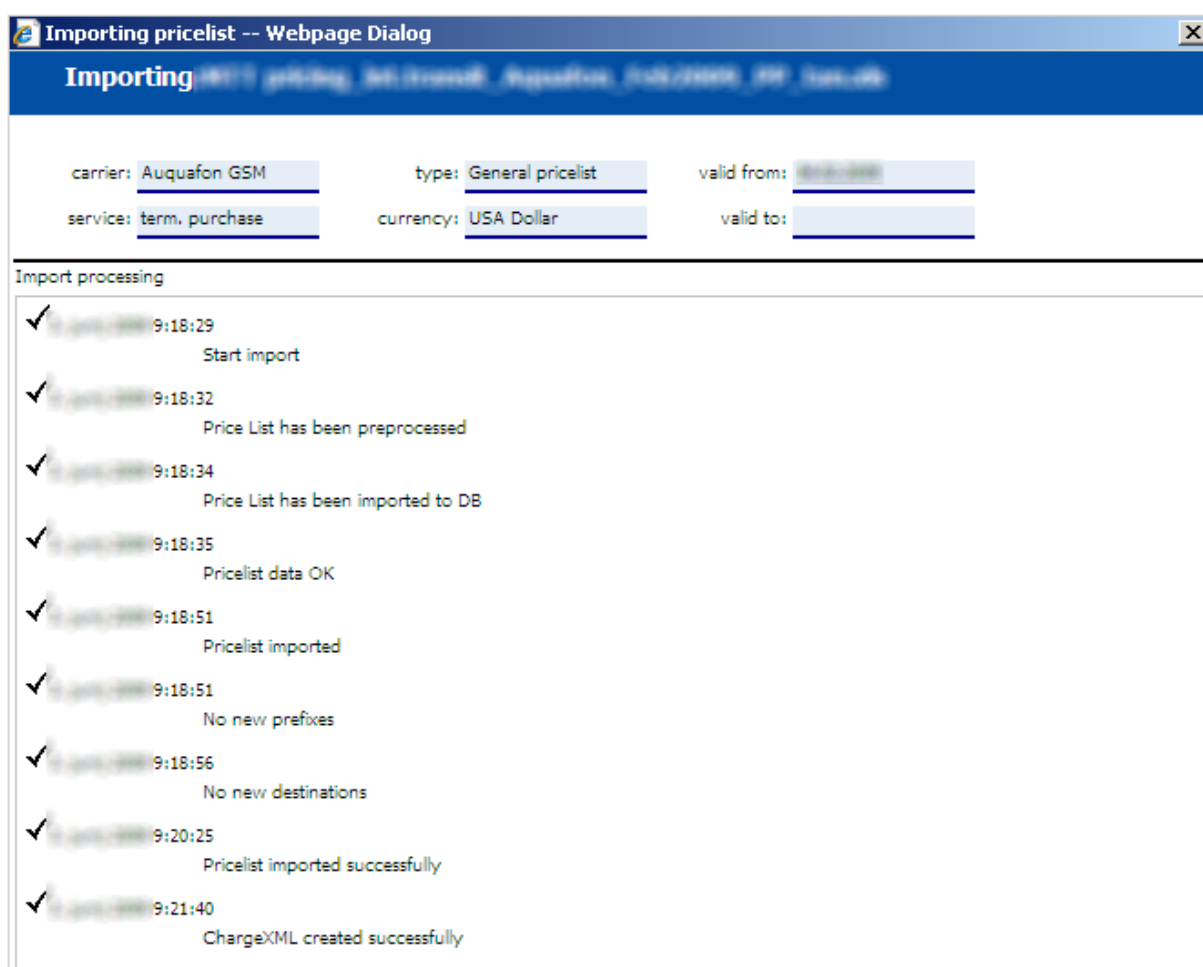 Importing pricelist -- Webpage Dialog
Importing
carrier: Auquafon GSM type: General pricelist valid from:
service: term. purchase currency: USA Dollar valid to:
Import processing
9:18:29
Start import
9:18:32
Price List has been preprocessed
9:18:34
Price List has been imported to DB
9:18:35
Pricelist data OK
9:18:51
Pricelist imported
9:18:51
No new prefixes
9:18:56
No new destinations
9:20:25
Pricelist imported successfully
9:21:40
ChargeXML created successfully